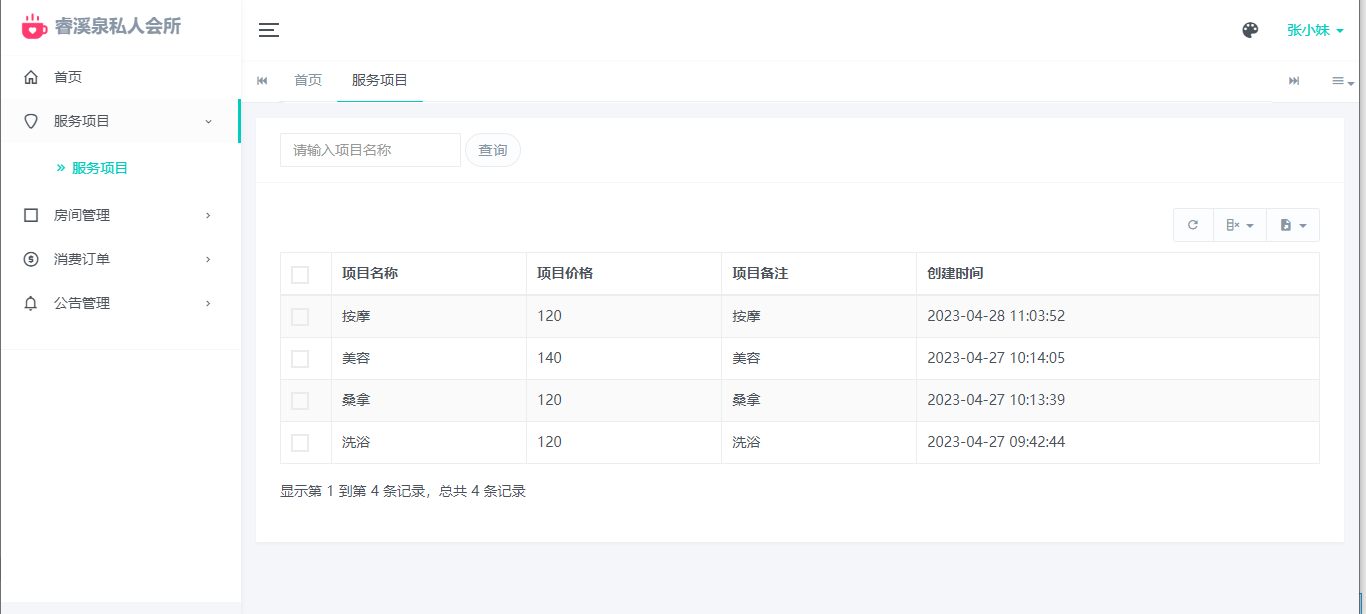 睿溪泉私人会所
张小妹
首页
服务项目
服务项目
房间管理
消费订单
公告管理
首页 服务项目
请输入项目名称 查询
项目名称 项目价格 项目备注 创建时间
按摩 120 按摩 2023-04-28 11:03:52
美容 140 美容 2023-04-27 10:14:05
桑拿 120 桑拿 2023-04-27 10:13:39
洗浴 120 洗浴 2023-04-27 09:42:44
显示第 1 到第 4 条记录，总共 4 条记录